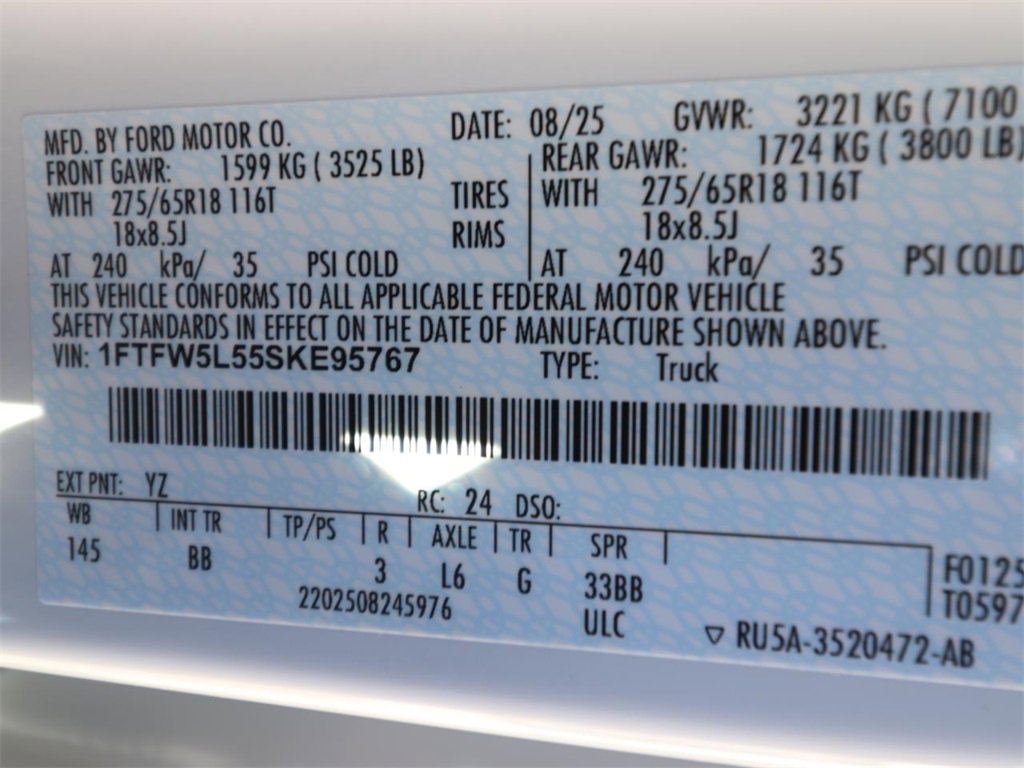 MFD. BY FORD MOTOR CO. DATE: 08/25 GVWR: 3221 KG ( 7100
FRONT GAWR: 1599 KG ( 3525 LB) REAR GAWR: 1724 KG ( 3800 LB)
WITH 275/65R18 116T TIRES WITH 275/65R18 116T
18x8.5J RIMS 18x8.5J
AT 240 kPa/ 35 PSI COLD AT 240 kPa/ 35 PSI COLD
THIS VEHICLE CONFORMS TO ALL APPLICABLE FEDERAL MOTOR VEHICLE
SAFETY STANDARDS IN EFFECT ON THE DATE OF MANUFACTURE SHOWN ABOVE.
VIN: 1FTFW5L55SKE95767 TYPE: Truck
EXT PNT: YZ RC: 24 DSO:
WB INT TR TP/PS R AXLE TR SPR
145 BB 3 L6 G 33BB F0125
2202508245976 ULC T0597
RU5A-3520472-AB